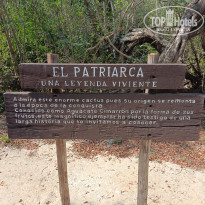 TOP HOTELS
EL PATRIARCA
UNA LEYENDA VIVIENTE
Admire este enorme cactus pues su origen se remonta
a la época de la conquista.
Conocido como Aguacate Cimarrón por la forma de sus
frutos, este magnífico ejemplar ha sido testigo de una
larga historia que te invitamos a conocer.